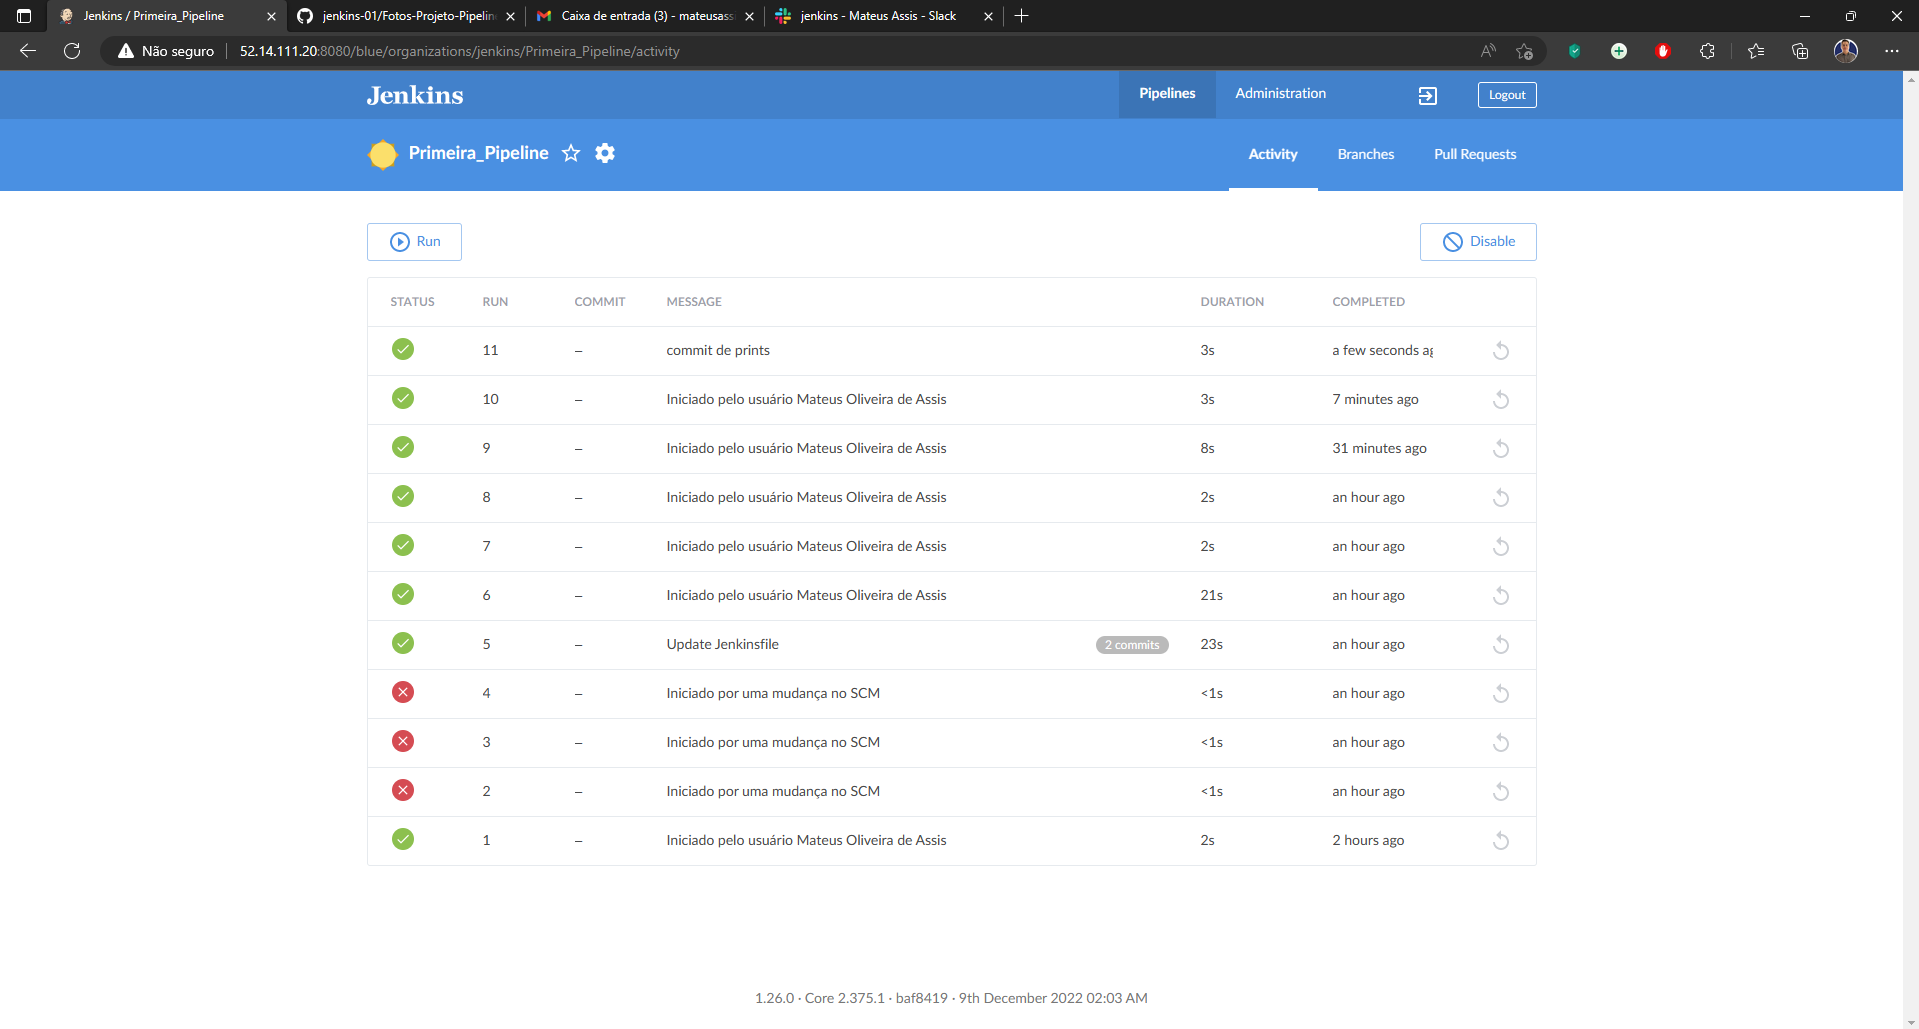 Jenkins / Primeira_Pipeline
jenkins-01/Fotos-Projeto-Pipelin
Caixa de entrada (3) - mateusass
jenkins - Mateus Assis - Slack
Não seguro
52.14.111.20:8080/blue/organizations/jenkins/Primeira_Pipeline/activity
Jenkins
Pipelines
Administration
Logout
Primeira_Pipeline
Activity
Branches
Pull Requests
Run
Disable
STATUS RUN COMMIT MESSAGE DURATION COMPLETED
11 – commit de prints 3s a few seconds ag
10 – Iniciado pelo usuário Mateus Oliveira de Assis 3s 7 minutes ago
9 – Iniciado pelo usuário Mateus Oliveira de Assis 8s 31 minutes ago
8 – Iniciado pelo usuário Mateus Oliveira de Assis 2s an hour ago
7 – Iniciado pelo usuário Mateus Oliveira de Assis 2s an hour ago
6 – Iniciado pelo usuário Mateus Oliveira de Assis 21s an hour ago
5 – Update Jenkinsfile 2 commits 23s an hour ago
4 – Iniciado por uma mudança no SCM <1s an hour ago
3 – Iniciado por uma mudança no SCM <1s an hour ago
2 – Iniciado por uma mudança no SCM <1s an hour ago
1 – Iniciado pelo usuário Mateus Oliveira de Assis 2s 2 hours ago
1.26.0 · Core 2.375.1 · baf8419 · 9th December 2022 02:03 AM